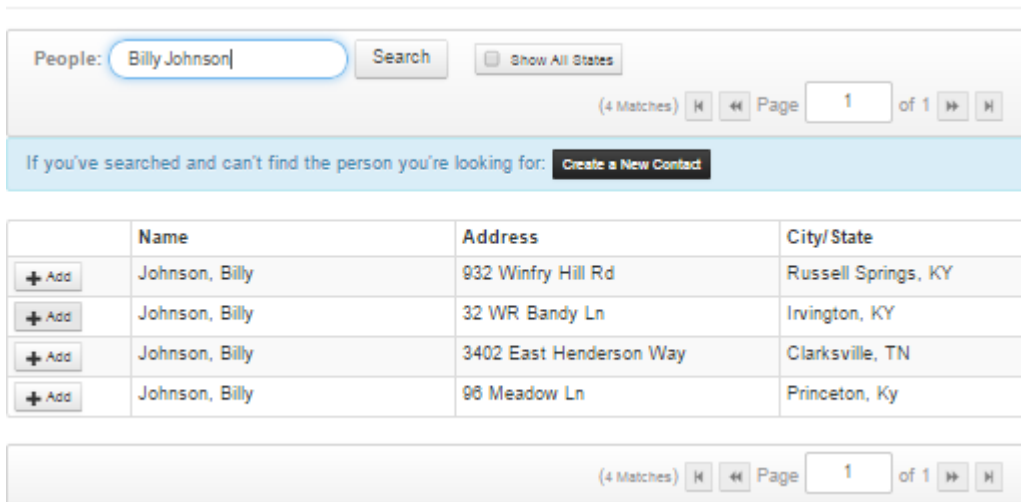 People: Billy Johnson Search Show All States
(4 Matches) Page 1 of 1
If you've searched and can't find the person you're looking for: Create a New Contact
Name Address City/State
Add Johnson, Billy 932 Winfry Hill Rd Russell Springs, KY
Add Johnson, Billy 32 WR Bandy Ln Irvington, KY
Add Johnson, Billy 3402 East Henderson Way Clarksville, TN
Add Johnson, Billy 96 Meadow Ln Princeton, Ky
(4 Matches) Page 1 of 1